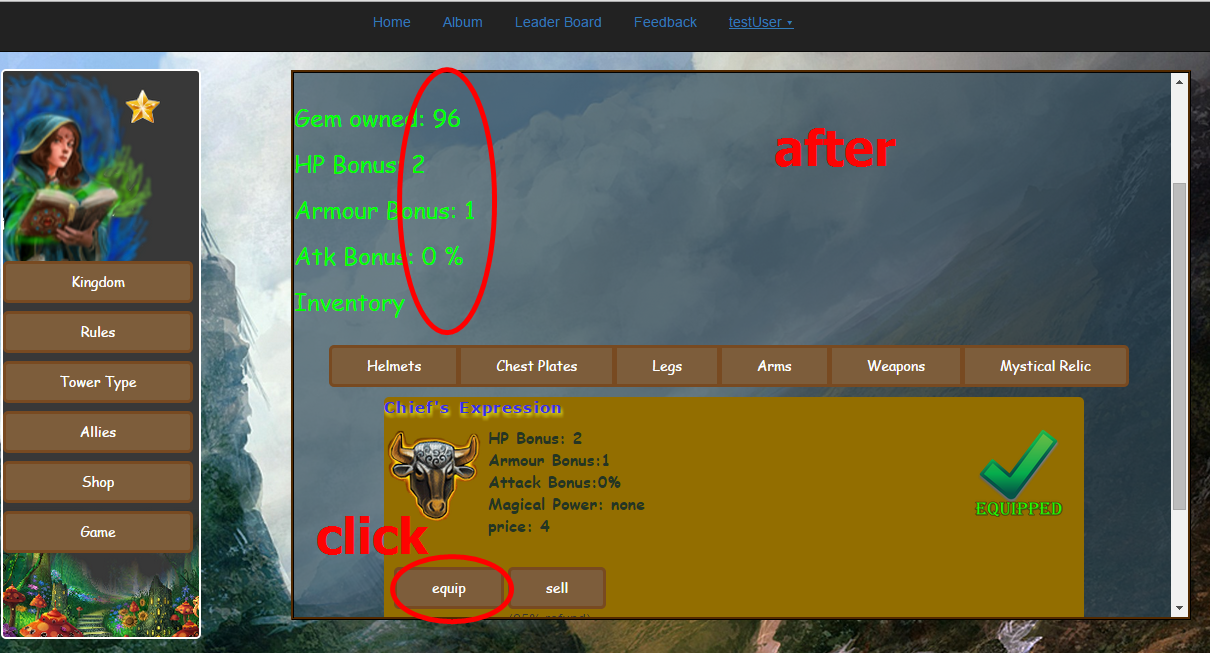 Home Album Leader Board Feedback testUser
Gem owned: 96
after
HP Bonus: 2
Armour Bonus: 1
Atk Bonus: 0 %
Inventory
Kingdom
Rules
Tower Type
Allies
Shop
Game
Helmets Chest Plates Legs Arms Weapons Mystical Relic
Chief's Expression
HP Bonus: 2
Armour Bonus:1
Attack Bonus:0%
Magical Power: none
price: 4
EQUIPPED
click
equip sell